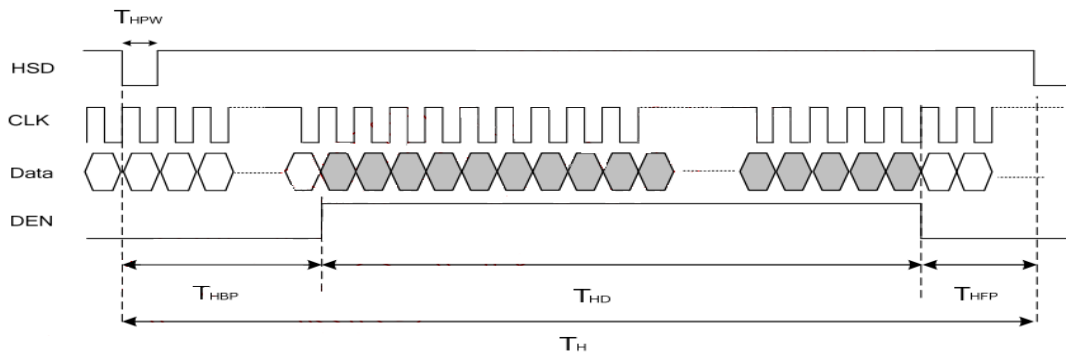 THPW
HSD
CLK
Data
DEN
THBP
THD
THFP
TH